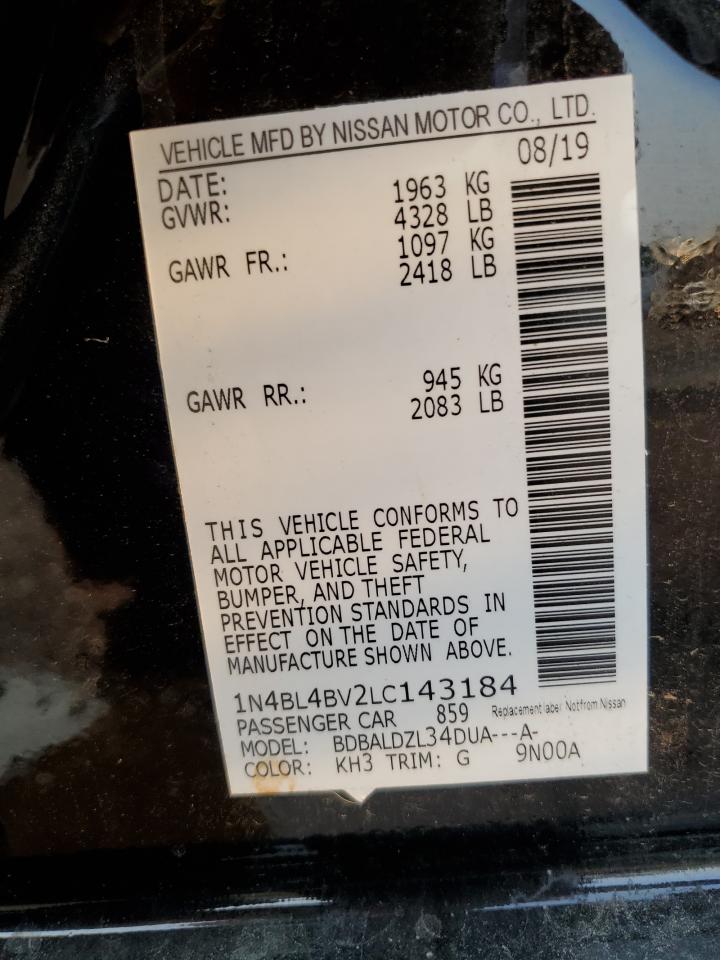 VEHICLE MFD BY NISSAN MOTOR CO., LTD.
DATE: 08/19
GVWR: 1963 KG
4328 LB
GAWR FR.: 1097 KG
2418 LB
GAWR RR.: 945 KG
2083 LB
THIS VEHICLE CONFORMS TO
ALL APPLICABLE FEDERAL
MOTOR VEHICLE SAFETY,
BUMPER, AND THEFT
PREVENTION STANDARDS IN
EFFECT ON THE DATE OF
MANUFACTURE SHOWN ABOVE.
1N4BL4BV2LC143184
PASSENGER CAR 859 Replacement label Not from Nissan
MODEL: BDBALDZL34DUA---A-
COLOR: KH3 TRIM: G 9N00A